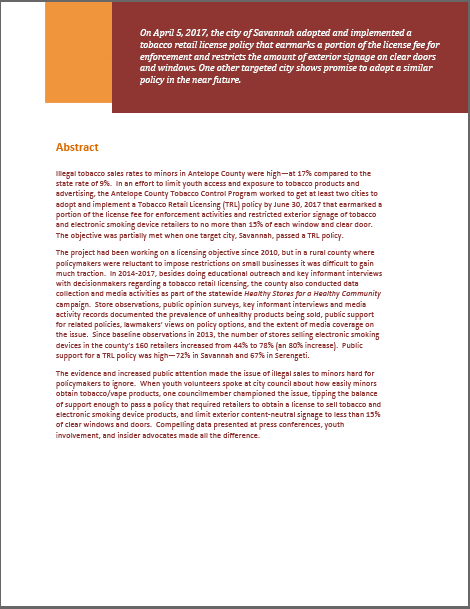 On April 5, 2017, the city of Savannah adopted and implemented a
tobacco retail license policy that earmarks a portion of the license fee for
enforcement and restricts the amount of exterior signage on clear doors
and windows. One other targeted city shows promise to adopt a similar
policy in the near future.
Abstract
Illegal tobacco sales rates to minors in Antelope County were high—at 17% compared to the
state rate of 9%. In an effort to limit youth access and exposure to tobacco products and
advertising, the Antelope County Tobacco Control Program worked to get at least two cities to
adopt and implement a Tobacco Retail Licensing (TRL) policy by June 30, 2017 that earmarked a
portion of the license fee for enforcement activities and restricted exterior signage of tobacco
and electronic smoking device retailers to no more than 15% of each window and clear door.
The objective was partially met when one target city, Savannah, passed a TRL policy.
The project had been working on a licensing objective since 2010, but in a rural county where
policymakers were reluctant to impose restrictions on small businesses it was difficult to gain
much traction. In 2014-2017, besides doing educational outreach and key informant interviews
with decisionmakers regarding a tobacco retail licensing, the county also conducted data
collection and media activities as part of the statewide Healthy Stores for a Healthy Community
campaign. Store observations, public opinion surveys, key informant interviews and media
activity records documented the prevalence of unhealthy products being sold, public support
for related policies, lawmakers' views on policy options, and the extent of media coverage on
the issue. Since baseline observations in 2013, the number of stores selling electronic smoking
devices in the county's 160 retailers increased from 44% to 78% (an 80% increase). Public
support for a TRL policy was high—72% in Savannah and 67% in Serengeti.
The evidence and increased public attention made the issue of illegal sales to minors hard for
policymakers to ignore. When youth volunteers spoke at city council about how easily minors
obtain tobacco/vape products, one councilmember championed the issue, tipping the balance
of support enough to pass a policy that required retailers to obtain a license to sell tobacco and
electronic smoking device products, and limit exterior content-neutral signage to less than 15%
of clear windows and doors. Compelling data presented at press conferences, youth
involvement, and insider advocates made all the difference.